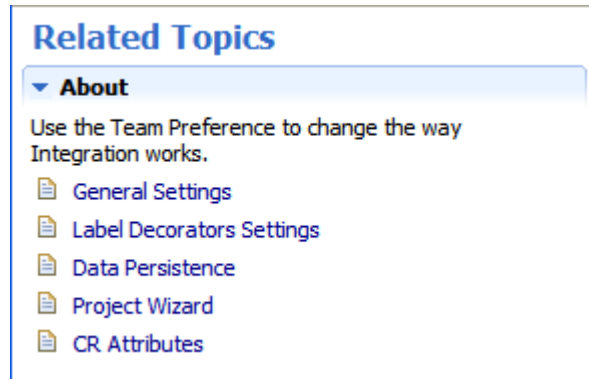 Related Topics
About
Use the Team Preference to change the way
Integration works.
General Settings
Label Decorators Settings
Data Persistence
Project Wizard
CR Attributes